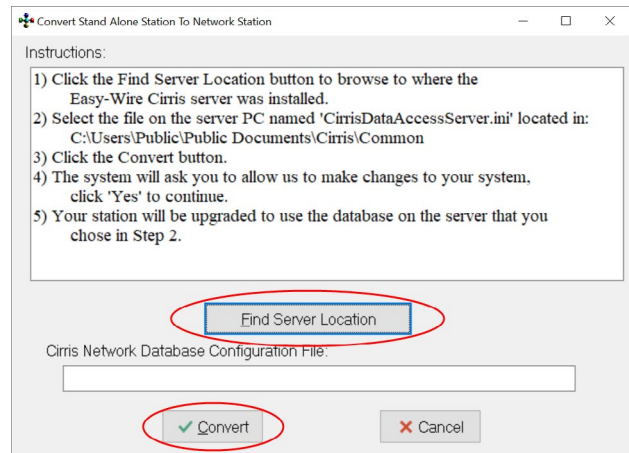 Convert Stand Alone Station To Network Station
Instructions:
1) Click the Find Server Location button to browse to where the
Easy-Wire Cirris server was installed.
2) Select the file on the server PC named 'CirrisDataAccessServer.ini' located in:
C:\Users\Public\Public Documents\Cirris\Common
3) Click the Convert button.
4) The system will ask you to allow us to make changes to your system,
click 'Yes' to continue.
5) Your station will be upgraded to use the database on the server that you
chose in Step 2.
Find Server Location
Cirris Network Database Configuration File:
Convert
Cancel